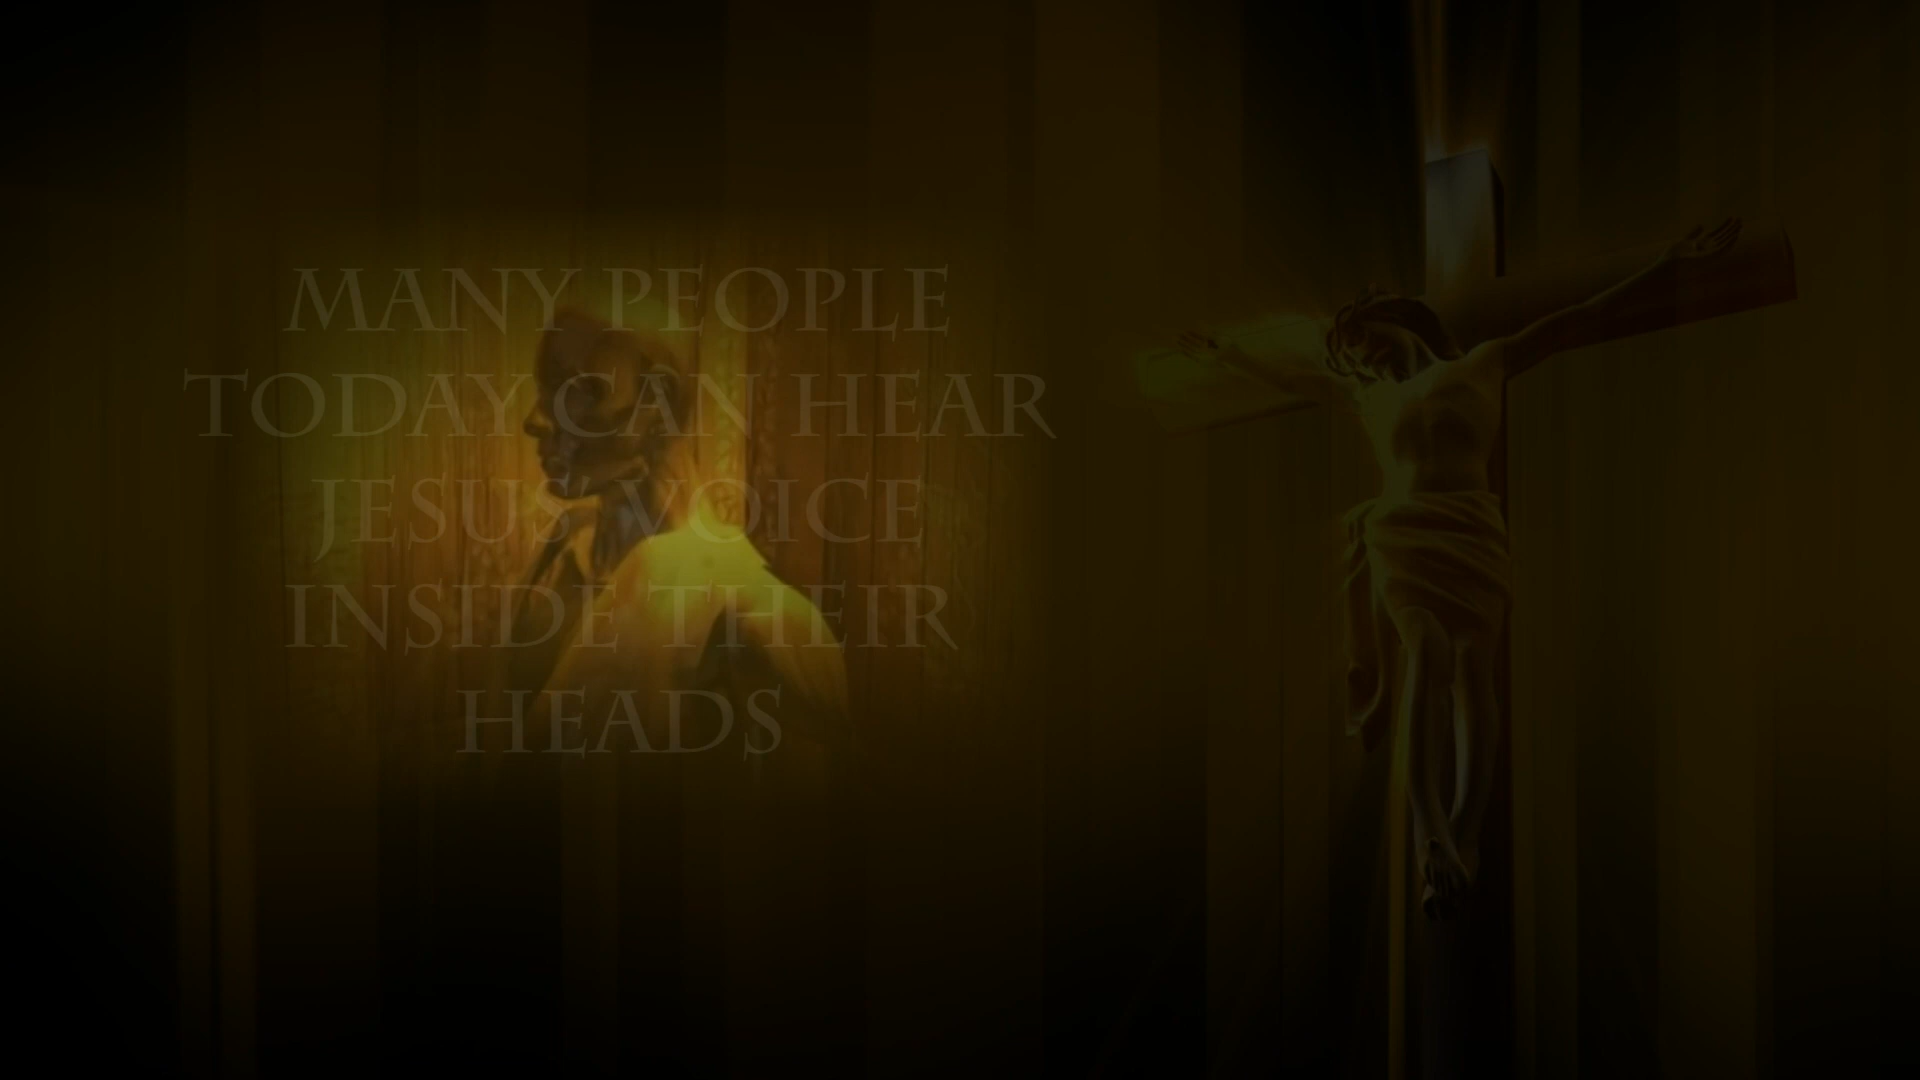 MANY PEOPLE
TODAY CAN HEAR
JESUS' VOICE
INSIDE THEIR
HEADS